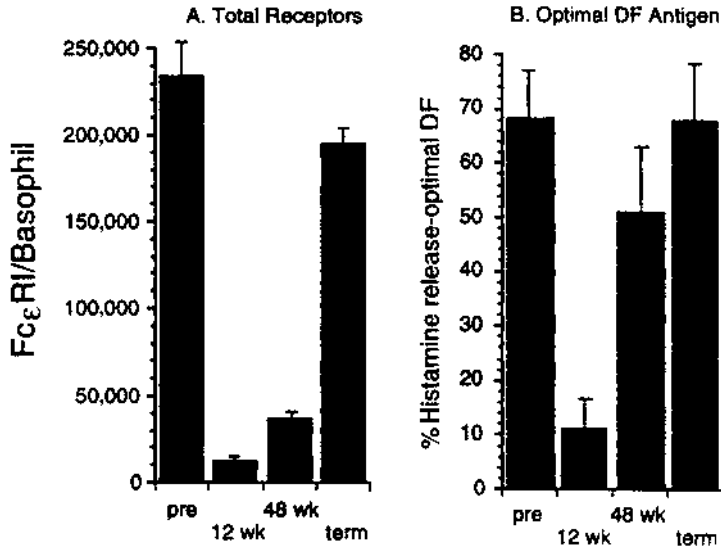 A. Total Receptors
FcεRI/Basophil
250,000
200,000
150,000
100,000
50,000
0
pre
12 wk
48 wk
term
B. Optimal DF Antigen
% Histamine release-optimal DF
80
70
60
50
40
30
20
10
0
pre
12 wk
48 wk
term